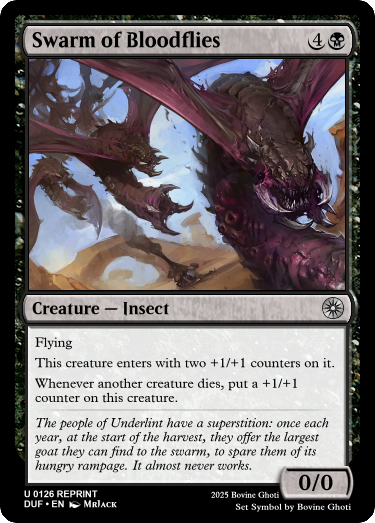 Swarm of Bloodflies 4
Creature — Insect
Flying
This creature enters with two +1/+1 counters on it.
Whenever another creature dies, put a +1/+1
counter on this creature.
The people of Underlint have a superstition: once each
year, at the start of the harvest, they offer the largest
goat they can find to the swarm, to spare them of its
hungry rampage. It almost never works.
0/0
U 0126 REPRINT
DUF • EN MrJack
2025 Bovine Ghoti
Set Symbol by Bovine Ghoti